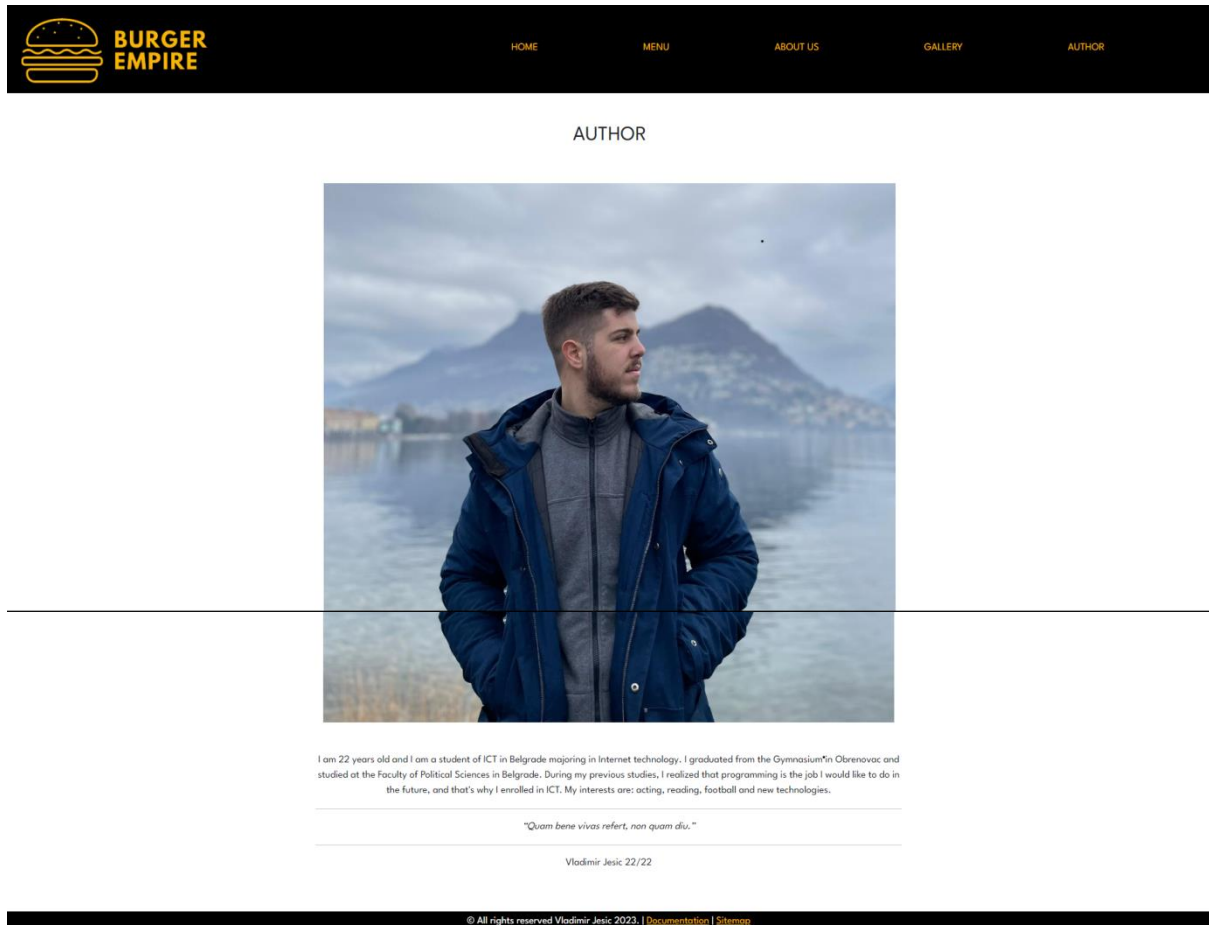 BURGER
EMPIRE
HOME MENU ABOUT US GALLERY AUTHOR
AUTHOR
I am 22 years old and I am a student of ICT in Belgrade majoring in Internet technology. I graduated from the Gymnasium in Obrenovac and
studied at the Faculty of Political Sciences in Belgrade. During my previous studies, I realized that programming is the job I would like to do in
the future, and that's why I enrolled in ICT. My interests are: acting, reading, football and new technologies.
“Quam bene vivas refert, non quam diu.”
Vladimir Jesic 22/22
© All rights reserved Vladimir Jesic 2023. | Documentation | Sitemap